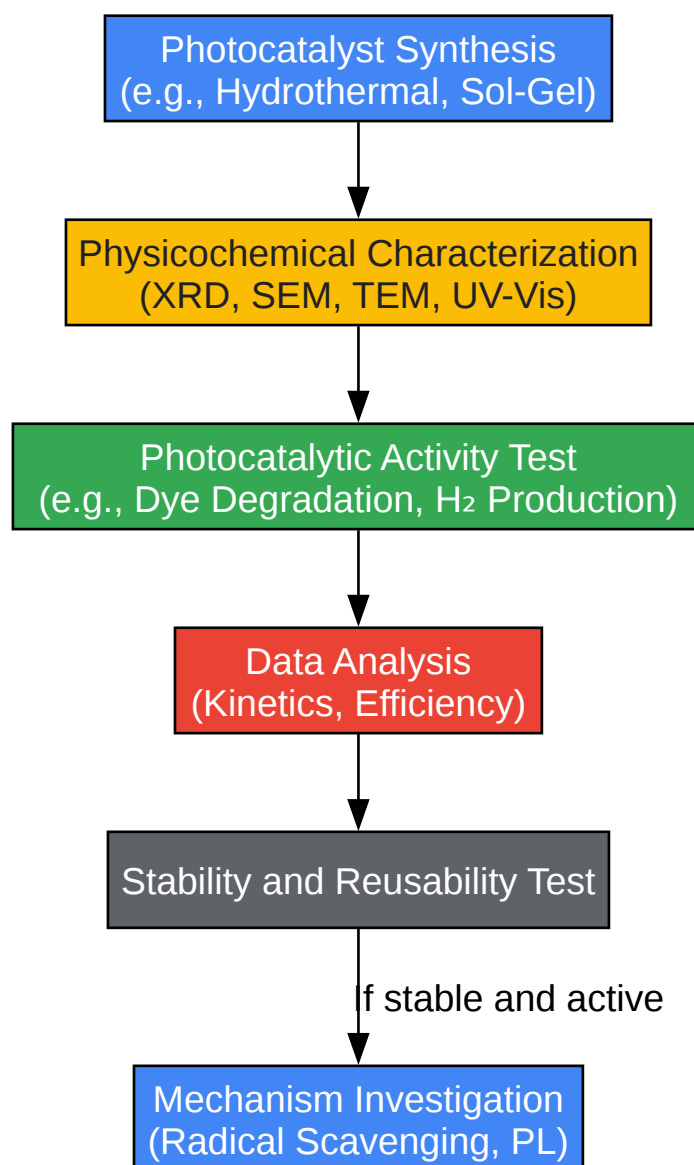 Photocatalyst Synthesis
(e.g., Hydrothermal, Sol-Gel)
Physicochemical Characterization
(XRD, SEM, TEM, UV-Vis)
Photocatalytic Activity Test
(e.g., Dye Degradation, H₂ Production)
Data Analysis
(Kinetics, Efficiency)
Stability and Reusability Test
If stable and active
Mechanism Investigation
(Radical Scavenging, PL)